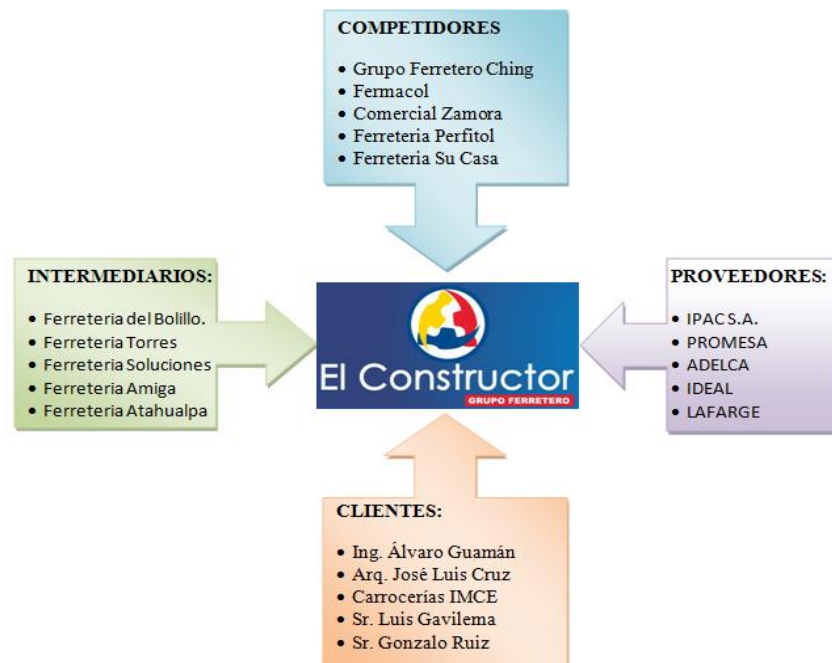 COMPETIDORES
• Grupo Ferretero Ching
• Fermacol
• Comercial Zamora
• Ferreteria Perfitol
• Ferreteria Su Casa
INTERMEDIARIOS:
• Ferreteria del Bolillo.
• Ferreteria Torres
• Ferreteria Soluciones
• Ferreteria Amiga
• Ferreteria Atahualpa
El Constructor
GRUPO FERRETERO
PROVEEDORES:
• IPAC S.A.
• PROMESA
• ADELCA
• IDEAL
• LAFARGE
CLIENTES:
• Ing. Álvaro Guamán
• Arq. José Luis Cruz
• Carrocerías IMCE
• Sr. Luis Gavilema
• Sr. Gonzalo Ruiz